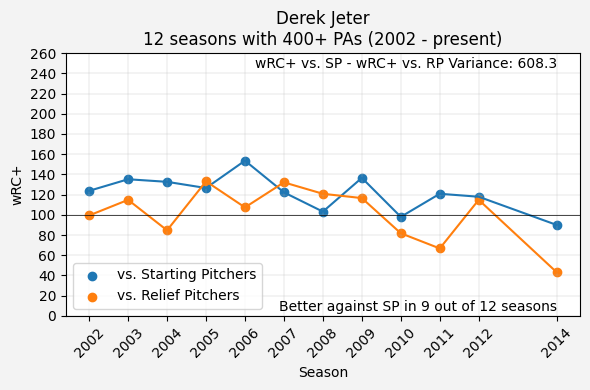 Derek Jeter
12 seasons with 400+ PAs (2002 - present)
wRC+ vs. SP - wRC+ vs. RP Variance: 608.3
260
240
220
200
180
160
140
120
100
80
60
40
20
0
wRC+
vs. Starting Pitchers
vs. Relief Pitchers
Better against SP in 9 out of 12 seasons
2002 2003 2004 2005 2006 2007 2008 2009 2010 2011 2012 2014
Season